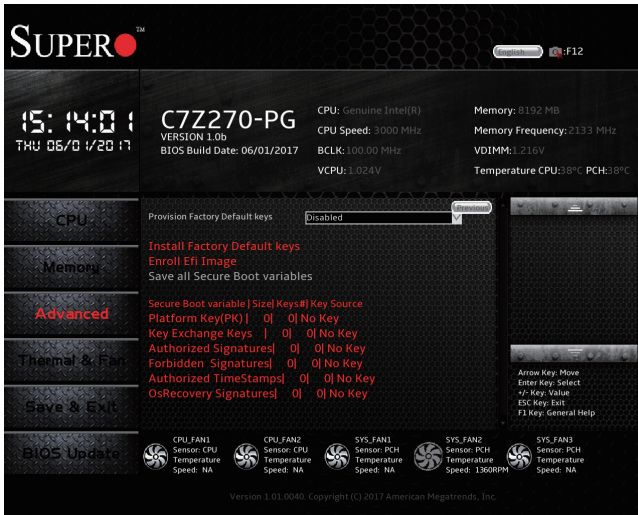 SUPER TM
English :F12
15:14:01
THU 06/01/2017
C7Z270-PG
VERSION 1.0b
BIOS Build Date: 06/01/2017
CPU: Genuine Intel(R)
CPU Speed: 3000 MHz
BCLK:100.00 MHz
VCPU:1.024V
Memory: 8192 MB
Memory Frequency:2133 MHz
VDIMM:1.216V
Temperature CPU:38°C PCH:38°C
CPU
Memory
Advanced
Thermal & Fan
Save & Exit
BIOS Update
Previous
Provision Factory Default keys Disabled
Install Factory Default keys
Enroll Efi Image
Save all Secure Boot variables
Secure Boot variable | Size| Keys#| Key Source
Platform Key(PK) | 0| 0| No Key
Key Exchange Keys | 0| 0| No Key
Authorized Signatures| 0| 0| No Key
Forbidden Signatures| 0| 0| No Key
Authorized TimeStamps| 0| 0| No Key
OsRecovery Signatures| 0| 0| No Key
Arrow Key: Move
Enter Key: Select
+/- Key: Value
ESC Key: Exit
F1 Key: General Help
CPU_FAN1
Sensor: CPU
Temperature
Speed: NA
CPU_FAN2
Sensor: CPU
Temperature
Speed: NA
SYS_FAN1
Sensor: PCH
Temperature
Speed: NA
SYS_FAN2
Sensor: PCH
Temperature
Speed: 1360RPM
SYS_FAN3
Sensor: PCH
Temperature
Speed: NA
Version 1.01.0040. Copyright (C) 2017 American Megatrends, Inc.